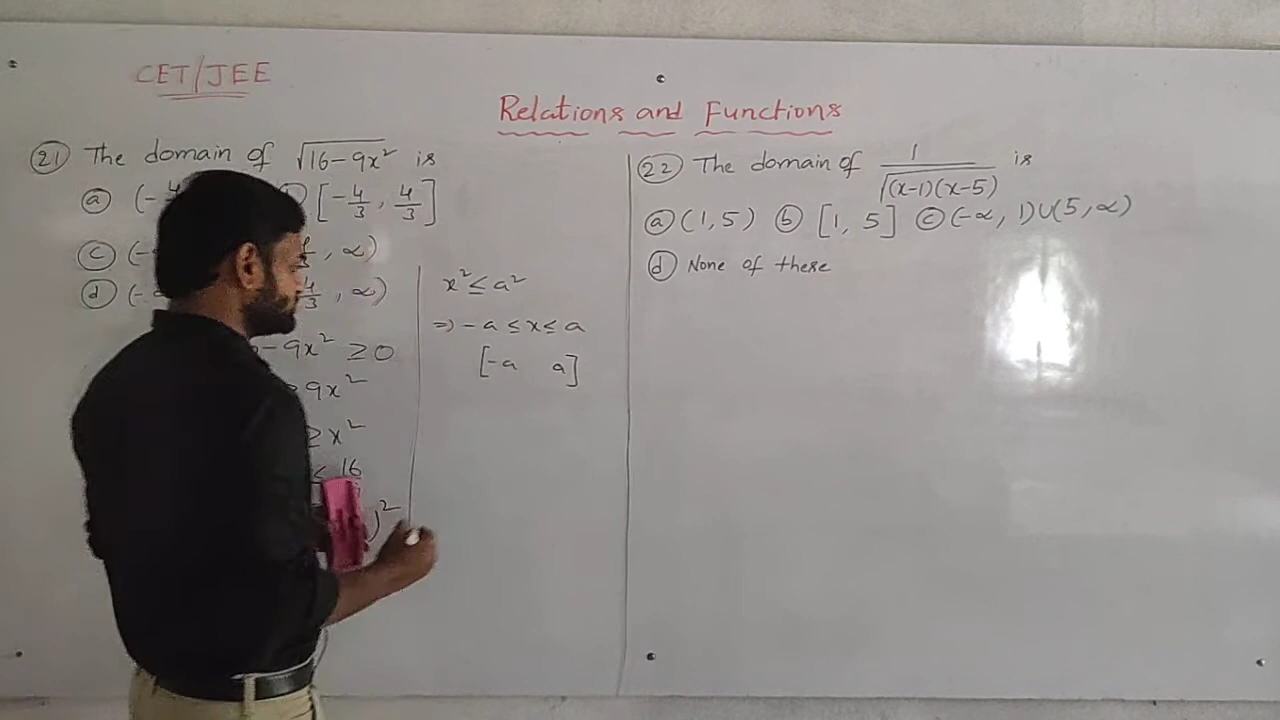 CET/JEE
Relations and Functions
21 The domain of √16-9x² is
a (- [-4/3, 4/3]
c (- , ∝)
d (- 4/3, ∝)
-9x² ≥0
9x²
≥x²
≤ 16
)²
x² ≤ a²
⇒ -a ≤ x ≤ a
[-a a]
22 The domain of 1/√(x-1)(x-5) is
a (1,5) b [1, 5] c (-∝, 1)∪(5,∝)
d None of these